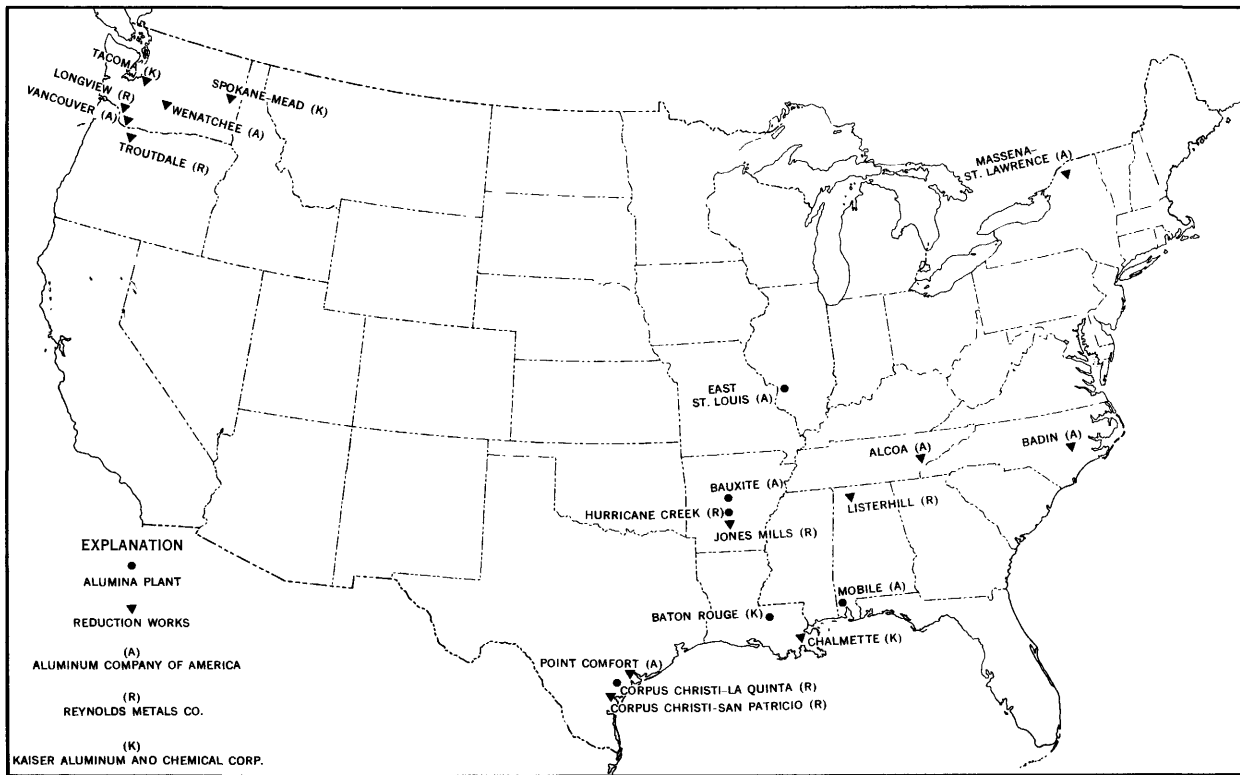 TACOMA (K)
SPOKANE-MEAD (K)
LONGVIEW (R)
VANCOUVER (A)
WENATCHEE (A)
TROUTDALE (R)
MASSENA-
ST. LAWRENCE (A)
EAST
ST. LOUIS (A)
ALCOA (A)
BADIN (A)
BAUXITE (A)
HURRICANE CREEK (R)
JONES MILLS (R)
LISTERHILL (R)
MOBILE (A)
BATON ROUGE (K)
CHALMETTE (K)
POINT COMFORT (A)
CORPUS CHRISTI-LA QUINTA (R)
CORPUS CHRISTI-SAN PATRICIO (R)
EXPLANATION
ALUMINA PLANT
REDUCTION WORKS
(A)
ALUMINUM COMPANY OF AMERICA
(R)
REYNOLDS METALS CO.
(K)
KAISER ALUMINUM AND CHEMICAL CORP.